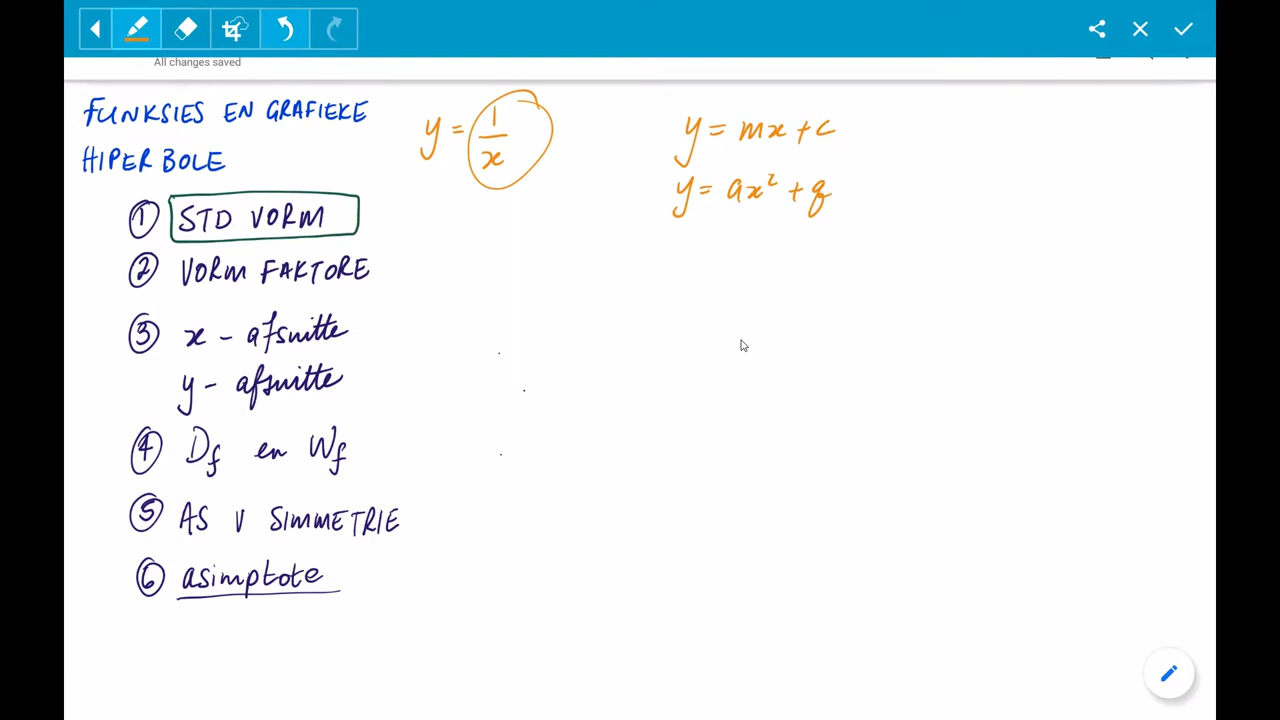 All changes saved
FUNKSIES EN GRAFIEKE
HIPERBOLE
① STD VORM
② VORM FAKTORE
③ x - afsnitte
y - afsnitte
④ Df en Wf
⑤ AS V SIMMETRIE
⑥ asimptote
y = 1/x
y = mx + c
y = ax² + q